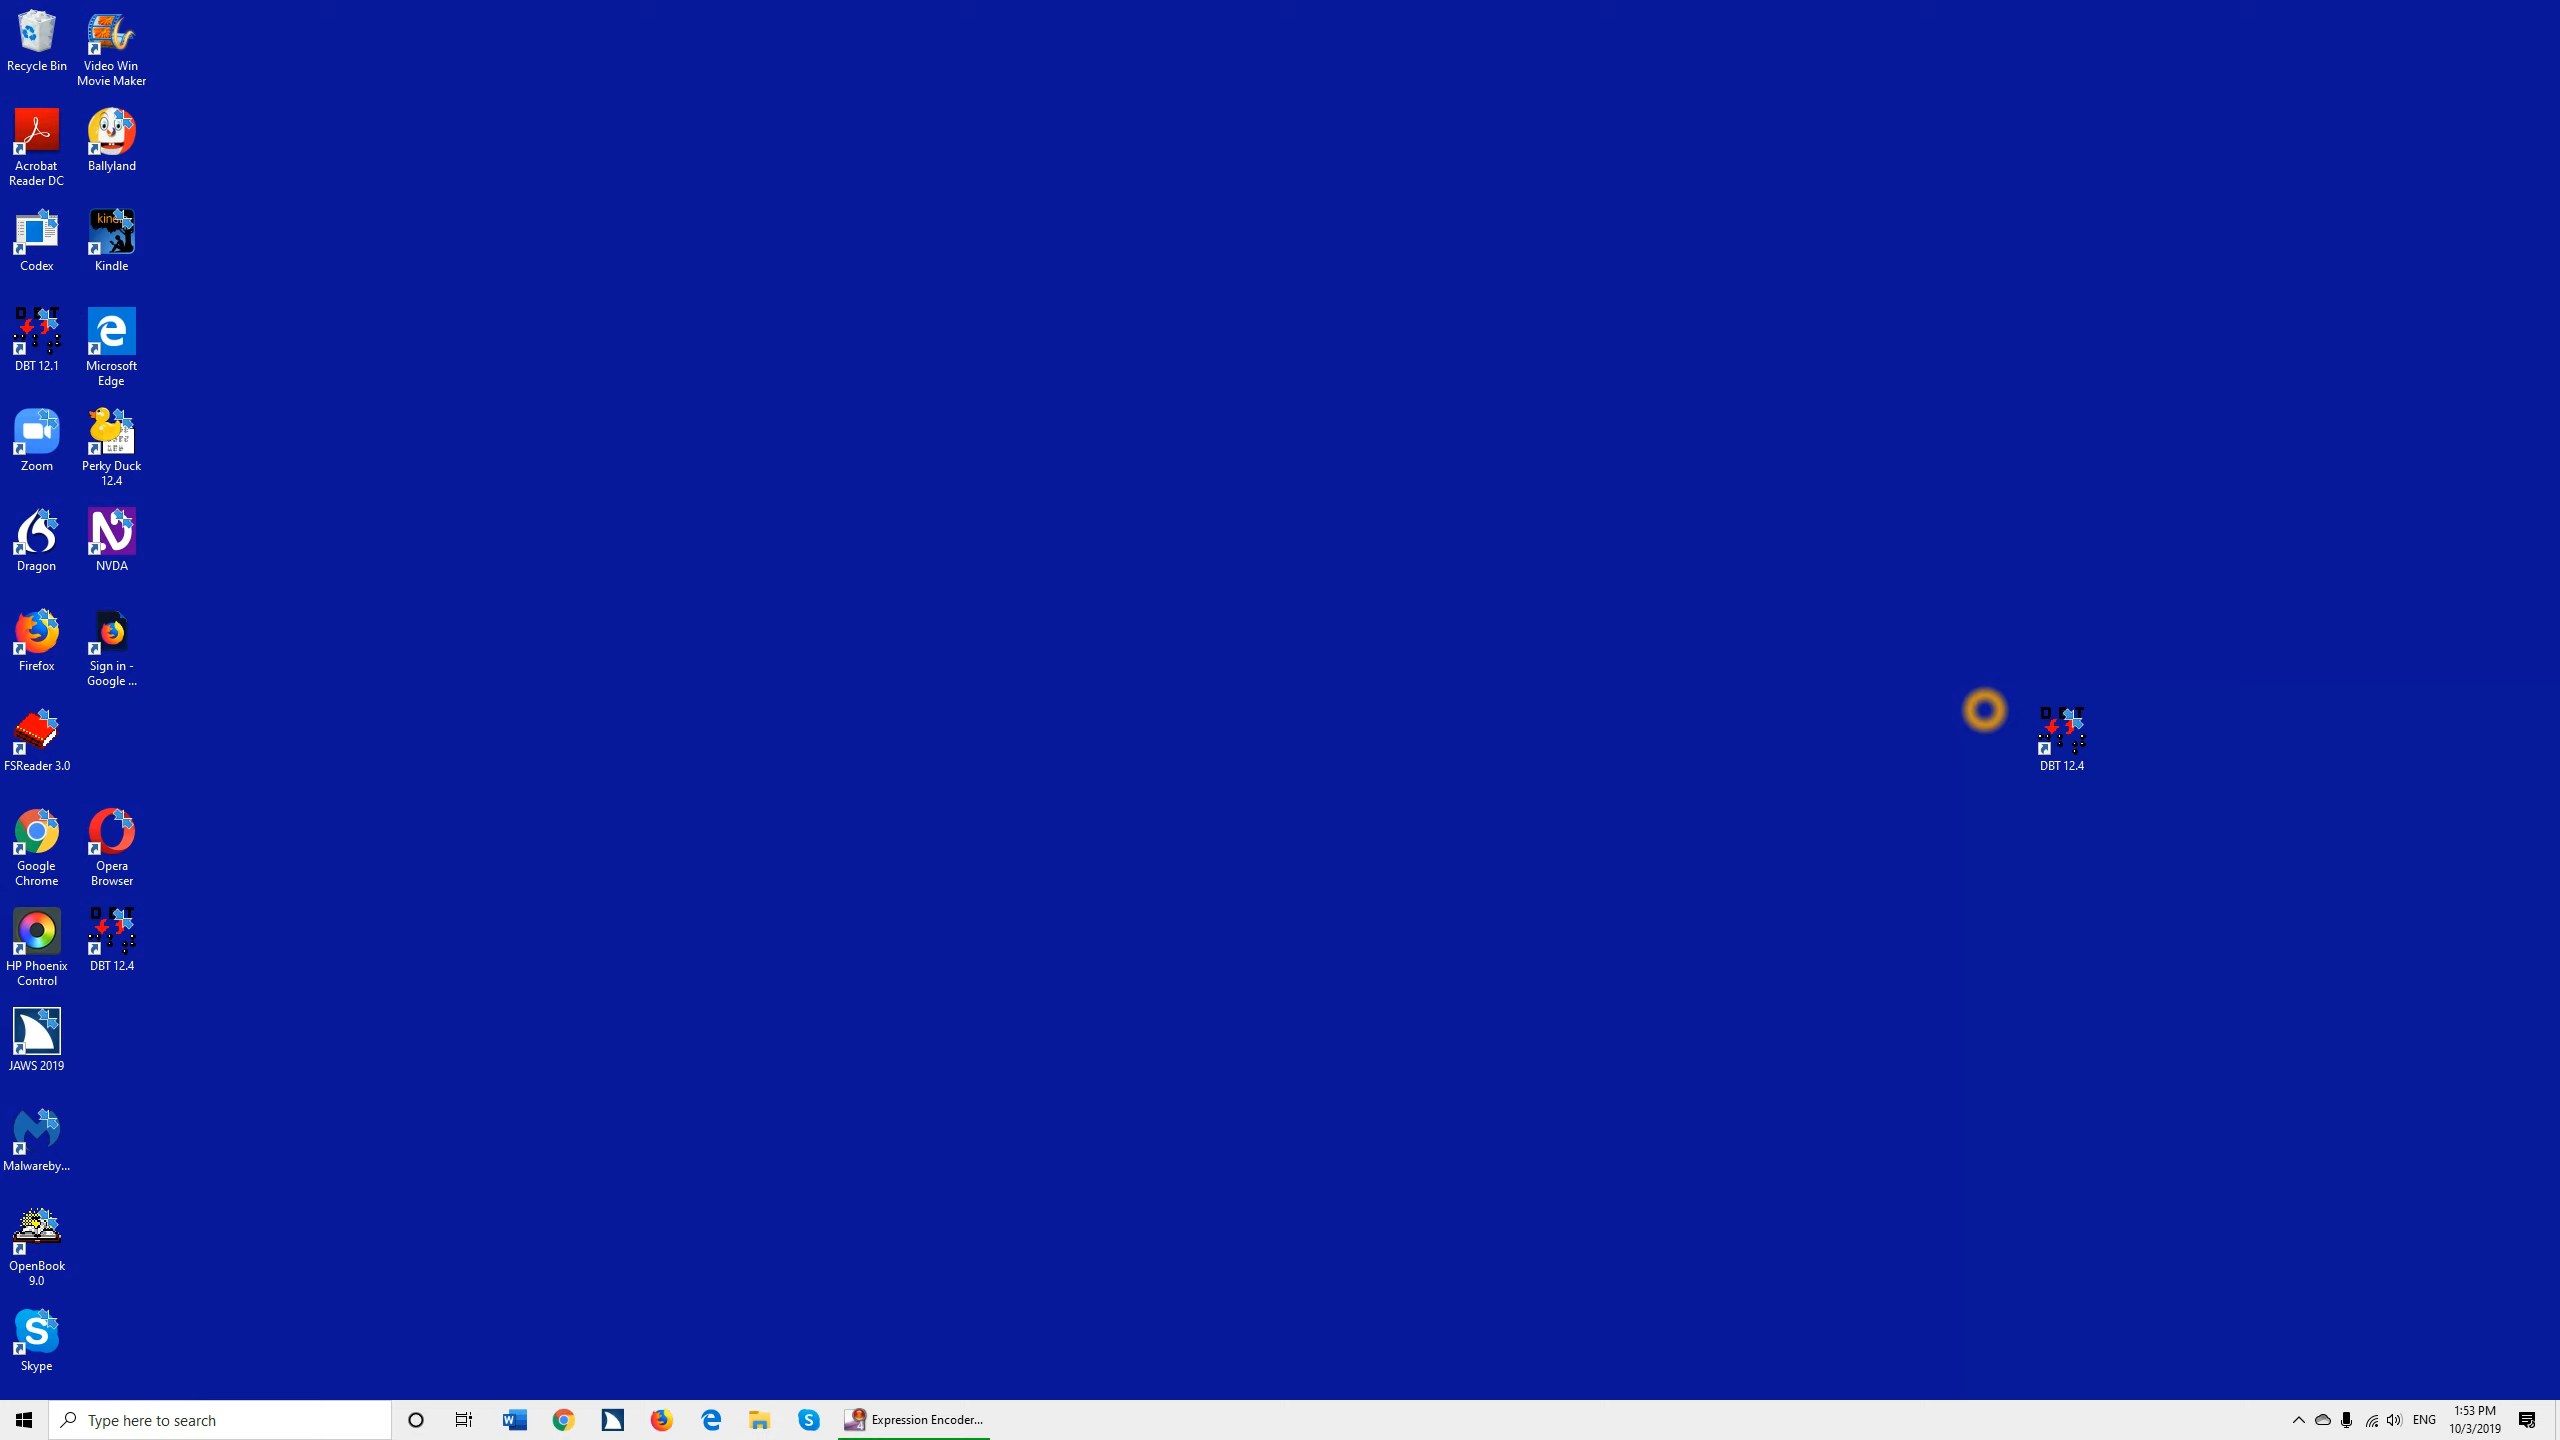 Recycle Bin
Video Win
Movie Maker
Acrobat
Reader DC
Ballyland
Codex
Kindle
DBT 12.1
Microsoft
Edge
Zoom
Perky Duck
12.4
Dragon
NVDA
Firefox
Sign in -
Google ...
FSReader 3.0
DBT 12.4
Google
Chrome
Opera
Browser
HP Phoenix
Control
DBT 12.4
JAWS 2019
Malwareby...
OpenBook
9.0
Skype
Type here to search
Expression Encoder...
ENG
1:53 PM
10/3/2019